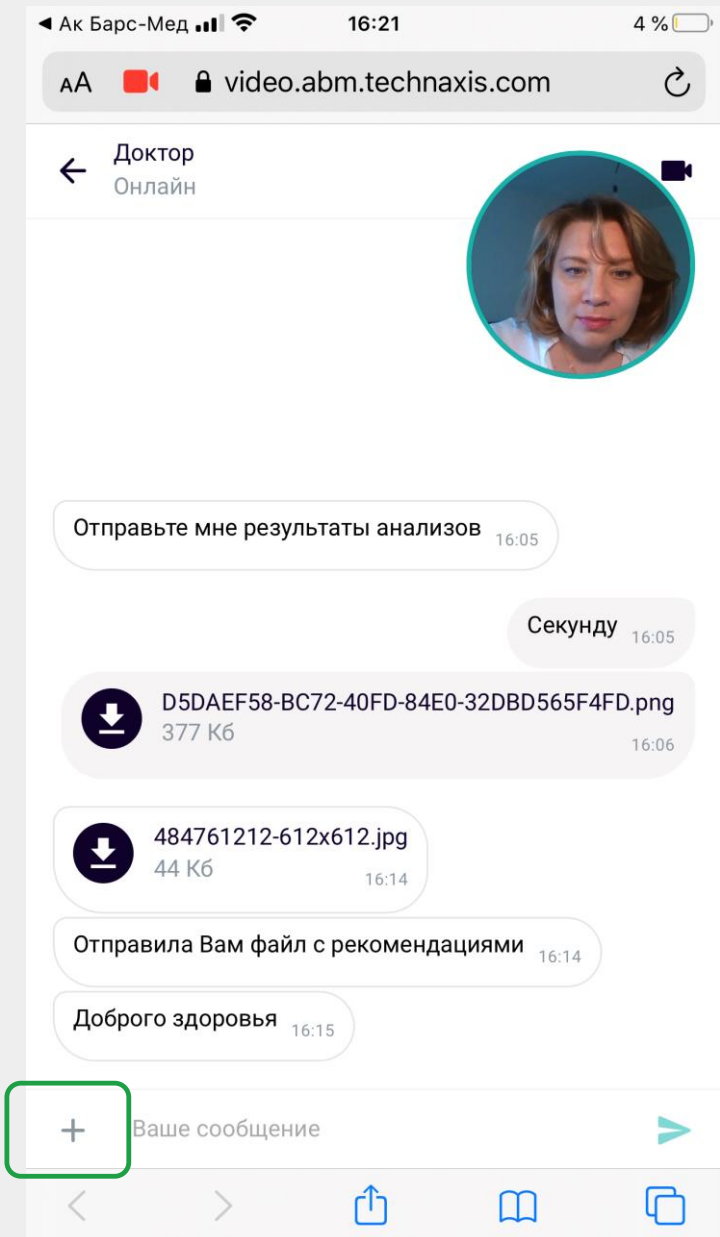 Ак Барс-Мед 16:21 4 %
AA video.abm.technaxis.com
Доктор
Онлайн
Отправьте мне результаты анализов 16:05
Секунду 16:05
D5DAEF58-BC72-40FD-84E0-32DBD565F4FD.png
377 Кб
16:06
484761212-612x612.jpg
44 Кб
16:14
Отправила Вам файл с рекомендациями 16:14
Доброго здоровья 16:15
Ваше сообщение